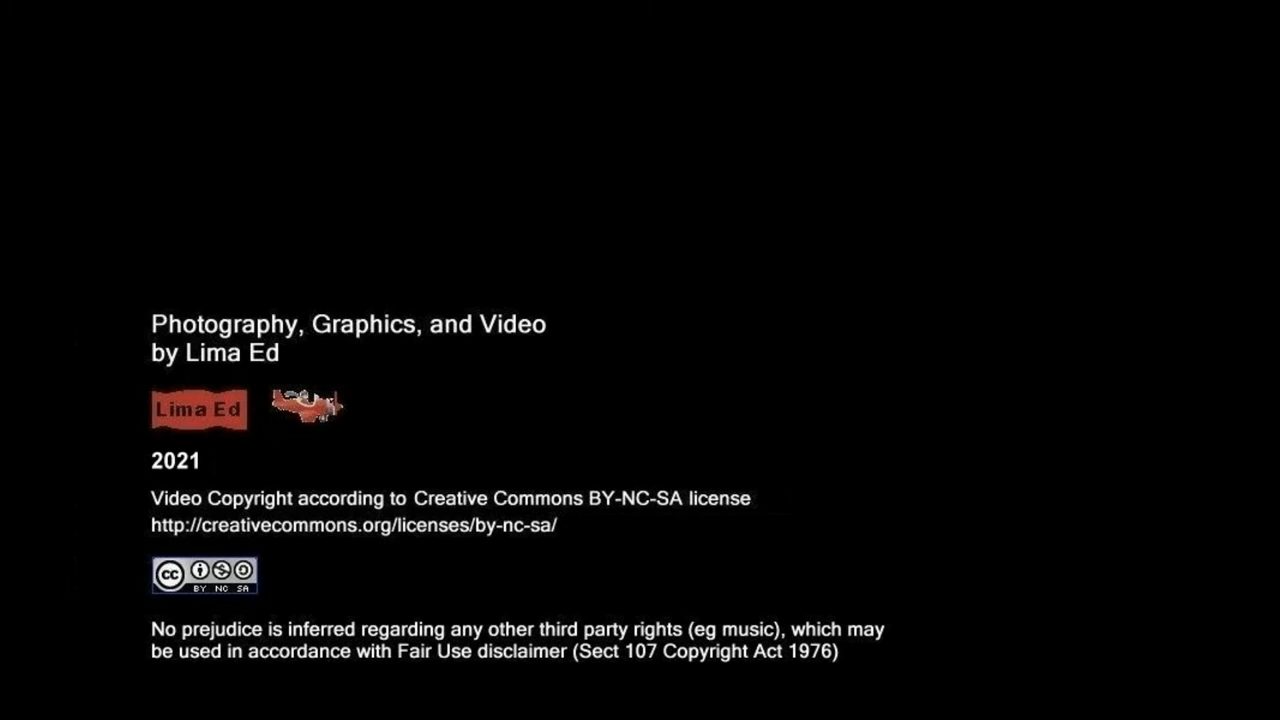 Photography, Graphics, and Video
by Lima Ed
Lima Ed
2021
Video Copyright according to Creative Commons BY-NC-SA license
http://creativecommons.org/licenses/by-nc-sa/
cc
BY NC SA
No prejudice is inferred regarding any other third party rights (eg music), which may
be used in accordance with Fair Use disclaimer (Sect 107 Copyright Act 1976)